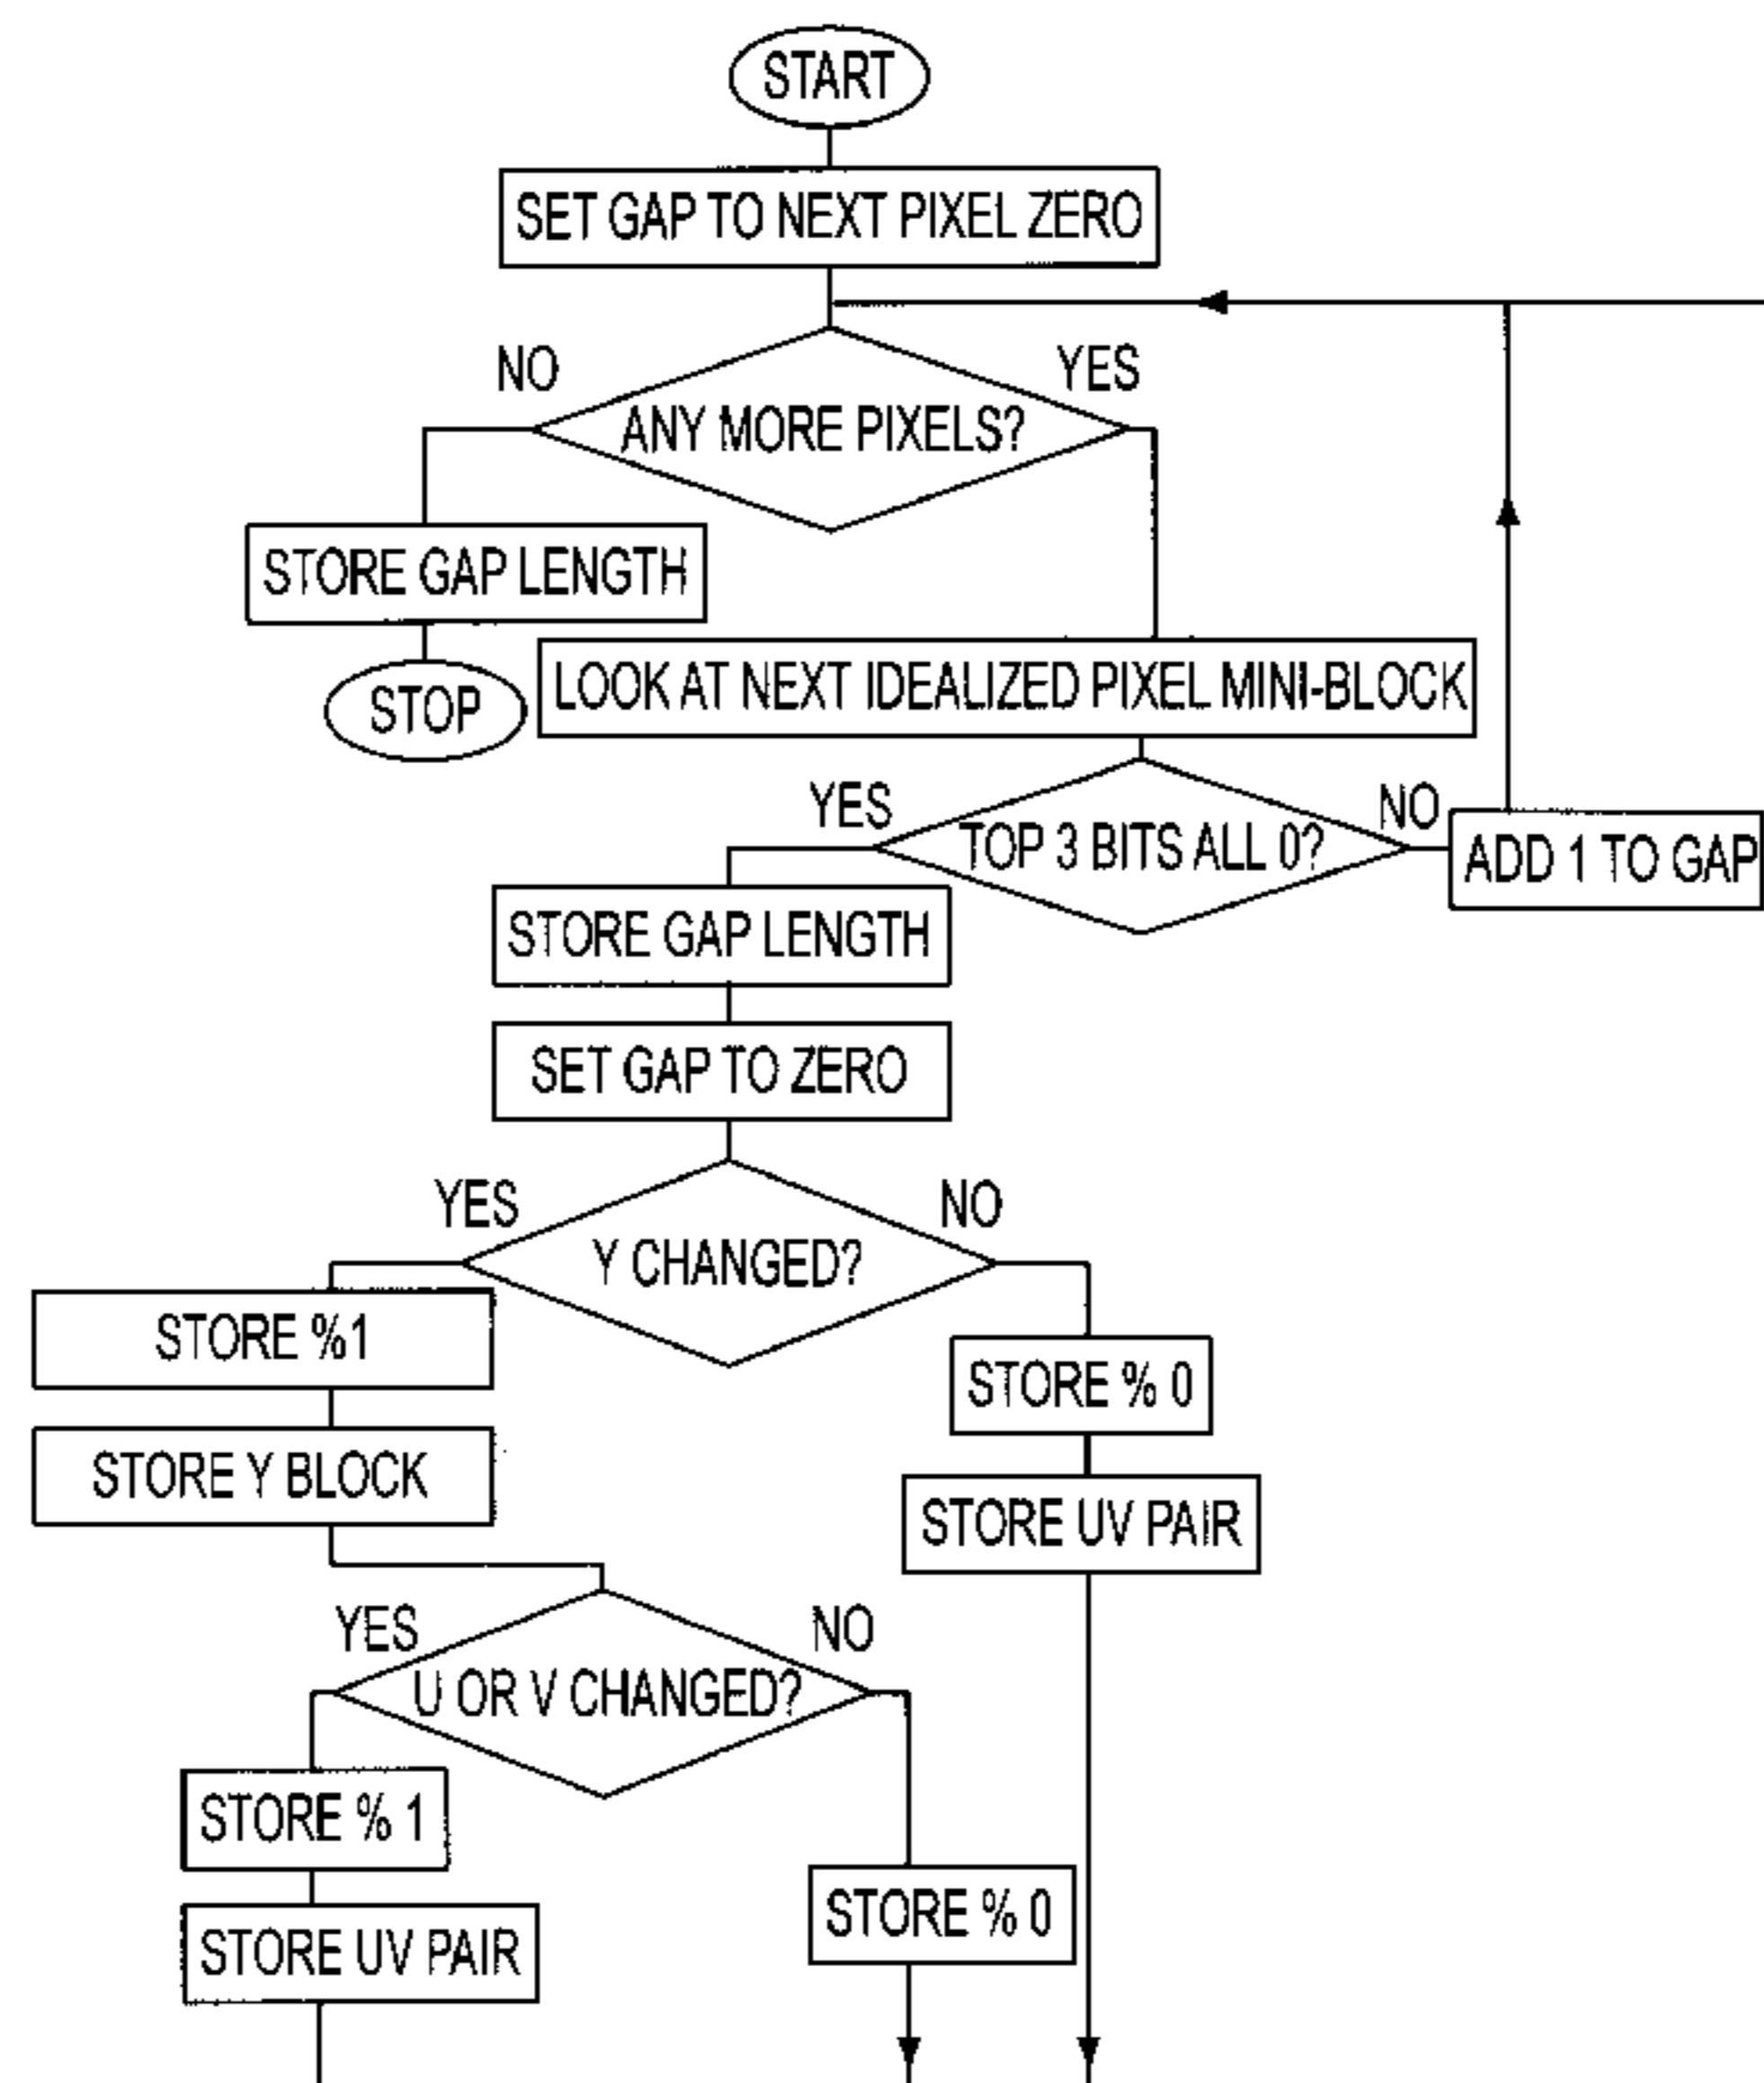 START
SET GAP TO NEXT PIXEL ZERO
NO
YES
ANY MORE PIXELS?
STORE GAP LENGTH
STOP
LOOK AT NEXT IDEALIZED PIXEL MINI-BLOCK
YES
NO
TOP 3 BITS ALL 0?
ADD 1 TO GAP
STORE GAP LENGTH
SET GAP TO ZERO
YES
NO
Y CHANGED?
STORE %1
STORE % 0
STORE Y BLOCK
STORE UV PAIR
YES
NO
U OR V CHANGED?
STORE % 1
STORE % 0
STORE UV PAIR